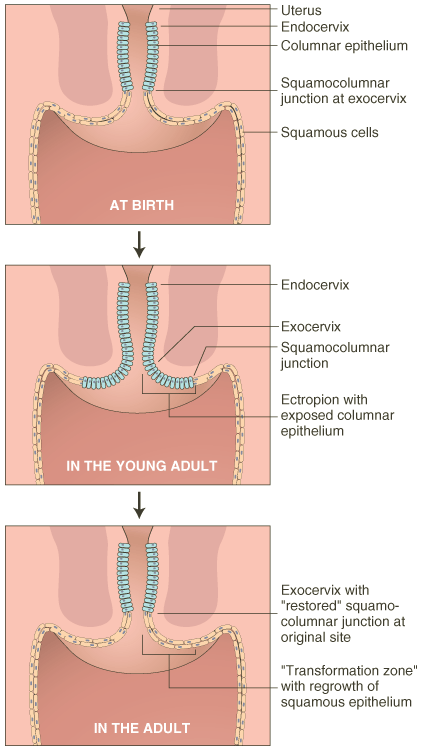 Uterus
Endocervix
Columnar epithelium
Squamocolumnar
junction at exocervix
Squamous cells
AT BIRTH
Endocervix
Exocervix
Squamocolumnar
junction
Ectropion with
exposed columnar
epithelium
IN THE YOUNG ADULT
Exocervix with
"restored" squamo-
columnar junction at
original site
"Transformation zone"
with regrowth of
squamous epithelium
IN THE ADULT